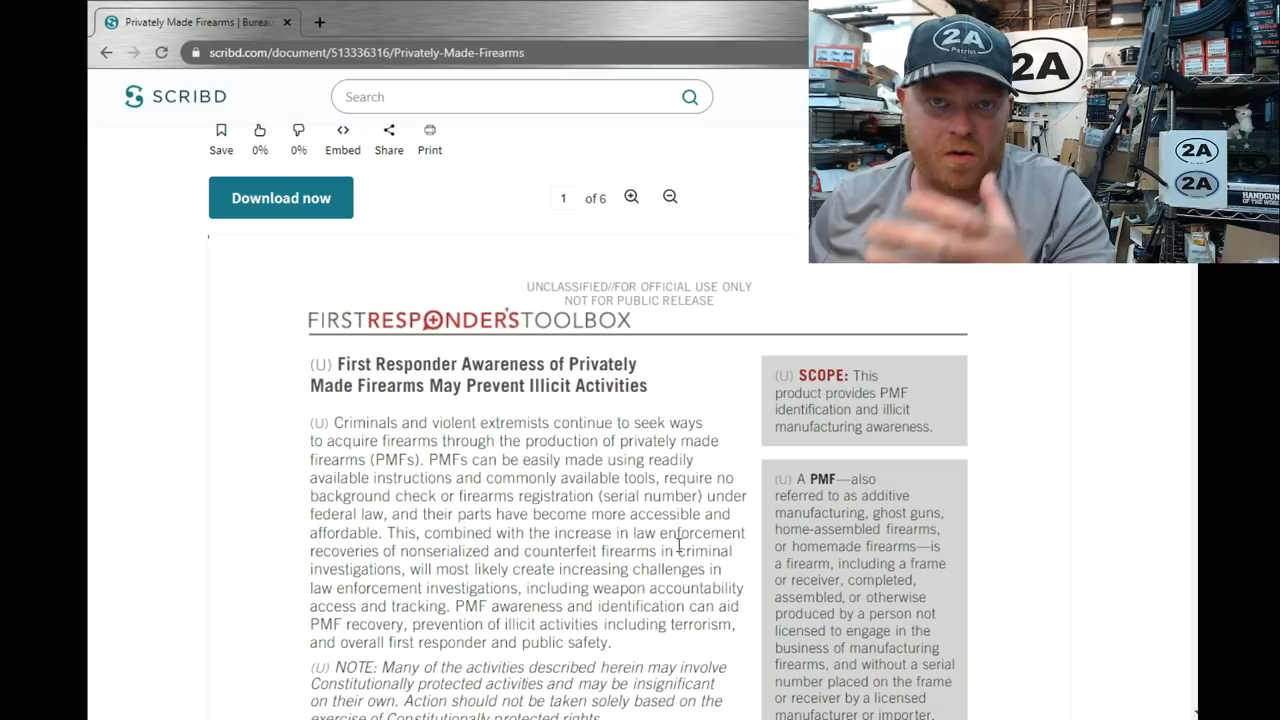 Privately Made Firearms | Bureau
scribd.com/document/513336316/Privately-Made-Firearms
SCRIBD
Search
Save
0%
0%
Embed
Share
Print
Download now
1 of 6
2A
Patriot
2A
2A
2A
HANDGUN
OF THE WORLD
UNCLASSIFIED//FOR OFFICIAL USE ONLY
NOT FOR PUBLIC RELEASE
FIRSTRESPONDER'STOOLBOX
(U) First Responder Awareness of Privately
Made Firearms May Prevent Illicit Activities
(U) Criminals and violent extremists continue to seek ways
to acquire firearms through the production of privately made
firearms (PMFs). PMFs can be easily made using readily
available instructions and commonly available tools, require no
background check or firearms registration (serial number) under
federal law, and their parts have become more accessible and
affordable. This, combined with the increase in law enforcement
recoveries of nonserialized and counterfeit firearms in criminal
investigations, will most likely create increasing challenges in
law enforcement investigations, including weapon accountability
access and tracking. PMF awareness and identification can aid
PMF recovery, prevention of illicit activities including terrorism,
and overall first responder and public safety.
(U) NOTE: Many of the activities described herein may involve
Constitutionally protected activities and may be insignificant
on their own. Action should not be taken solely based on the
exercise of Constitutionally protected rights.
(U) SCOPE: This
product provides PMF
identification and illicit
manufacturing awareness.
(U) A PMF—also
referred to as additive
manufacturing, ghost guns,
home-assembled firearms,
or homemade firearms—is
a firearm, including a frame
or receiver, completed,
assembled, or otherwise
produced by a person not
licensed to engage in the
business of manufacturing
firearms, and without a serial
number placed on the frame
or receiver by a licensed
manufacturer or importer.